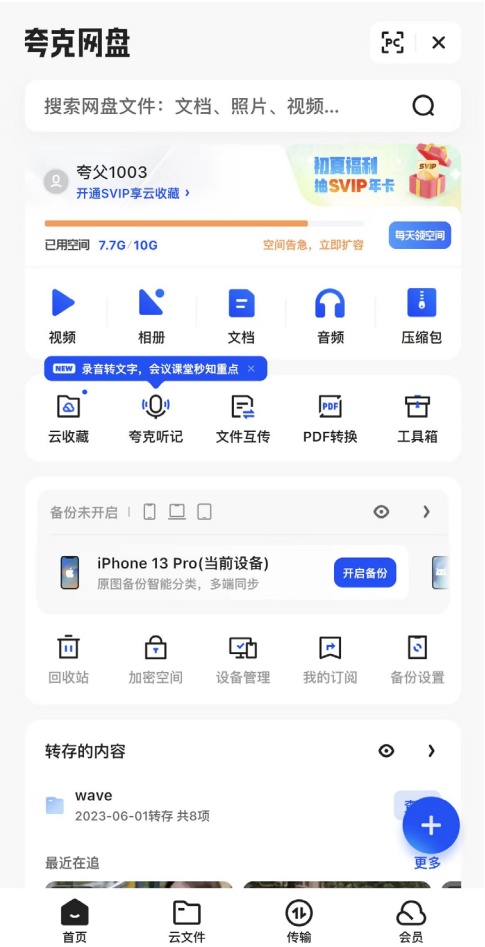 夸克网盘
PC
搜索网盘文件：文档、照片、视频...
夸父1003
开通SVIP享云收藏 ›
初夏福利
抽SVIP年卡
SVIP
已用空间 7.7G/10G
空间告急，立即扩容
每天领空间
视频
相册
文档
音频
压缩包
NEW 录音转文字，会议课堂秒知重点 ×
云收藏
夸克听记
文件互传
PDF
PDF转换
工具箱
备份未开启
iPhone 13 Pro(当前设备)
原图备份智能分类，多端同步
开启备份
回收站
加密空间
设备管理
我的订阅
备份设置
转存的内容
wave
2023-06-01转存 共8项
最近在追
更多
首页
云文件
传输
会员